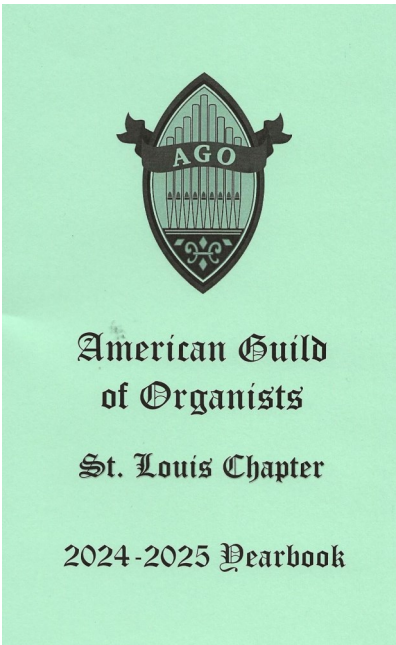 AGO
American Guild
of Organists
St. Louis Chapter
2024-2025 Yearbook